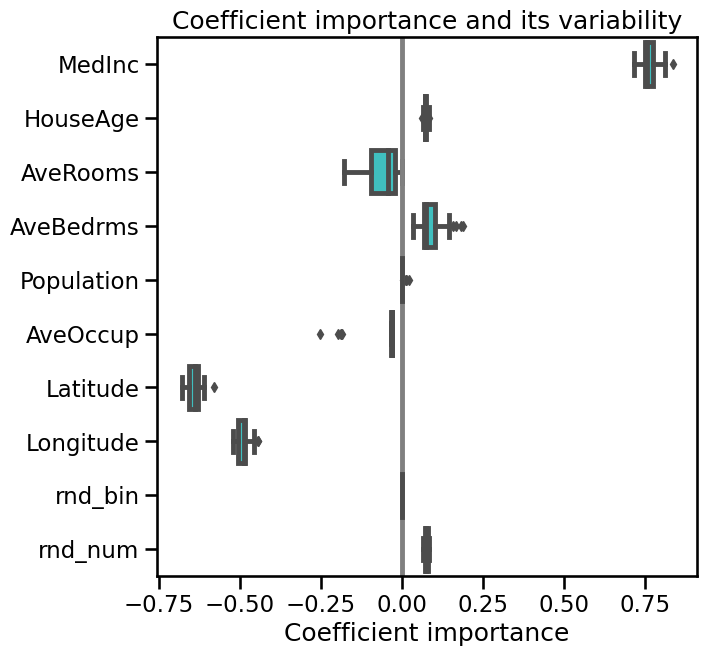 Coefficient importance and its variability
MedInc
HouseAge
AveRooms
AveBedrms
Population
AveOccup
Latitude
Longitude
rnd_bin
rnd_num
−0.75 −0.50 −0.25 0.00 0.25 0.50 0.75
Coefficient importance